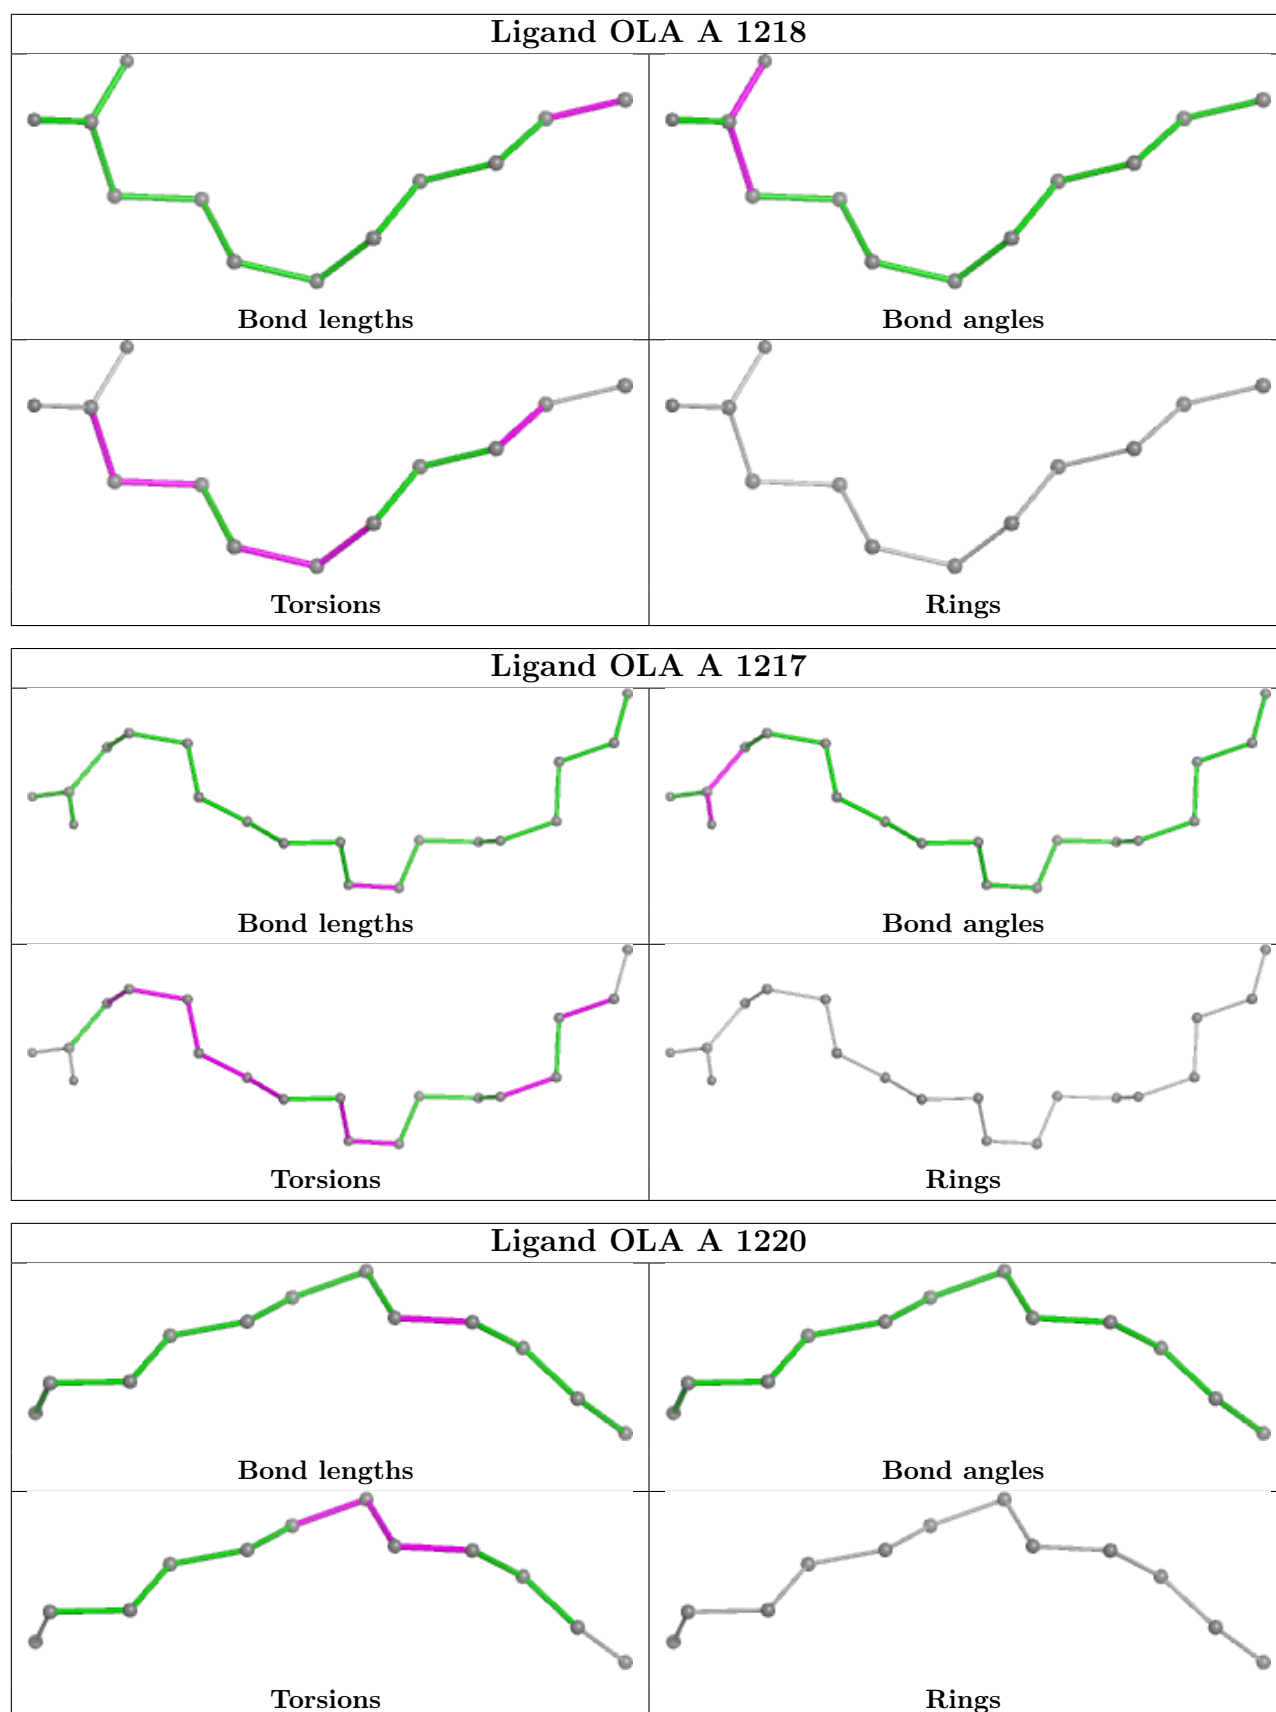 Ligand OLA A 1218
Bond lengths
Bond angles
Torsions
Rings
Ligand OLA A 1217
Bond lengths
Bond angles
Torsions
Rings
Ligand OLA A 1220
Bond lengths
Bond angles
Torsions
Rings